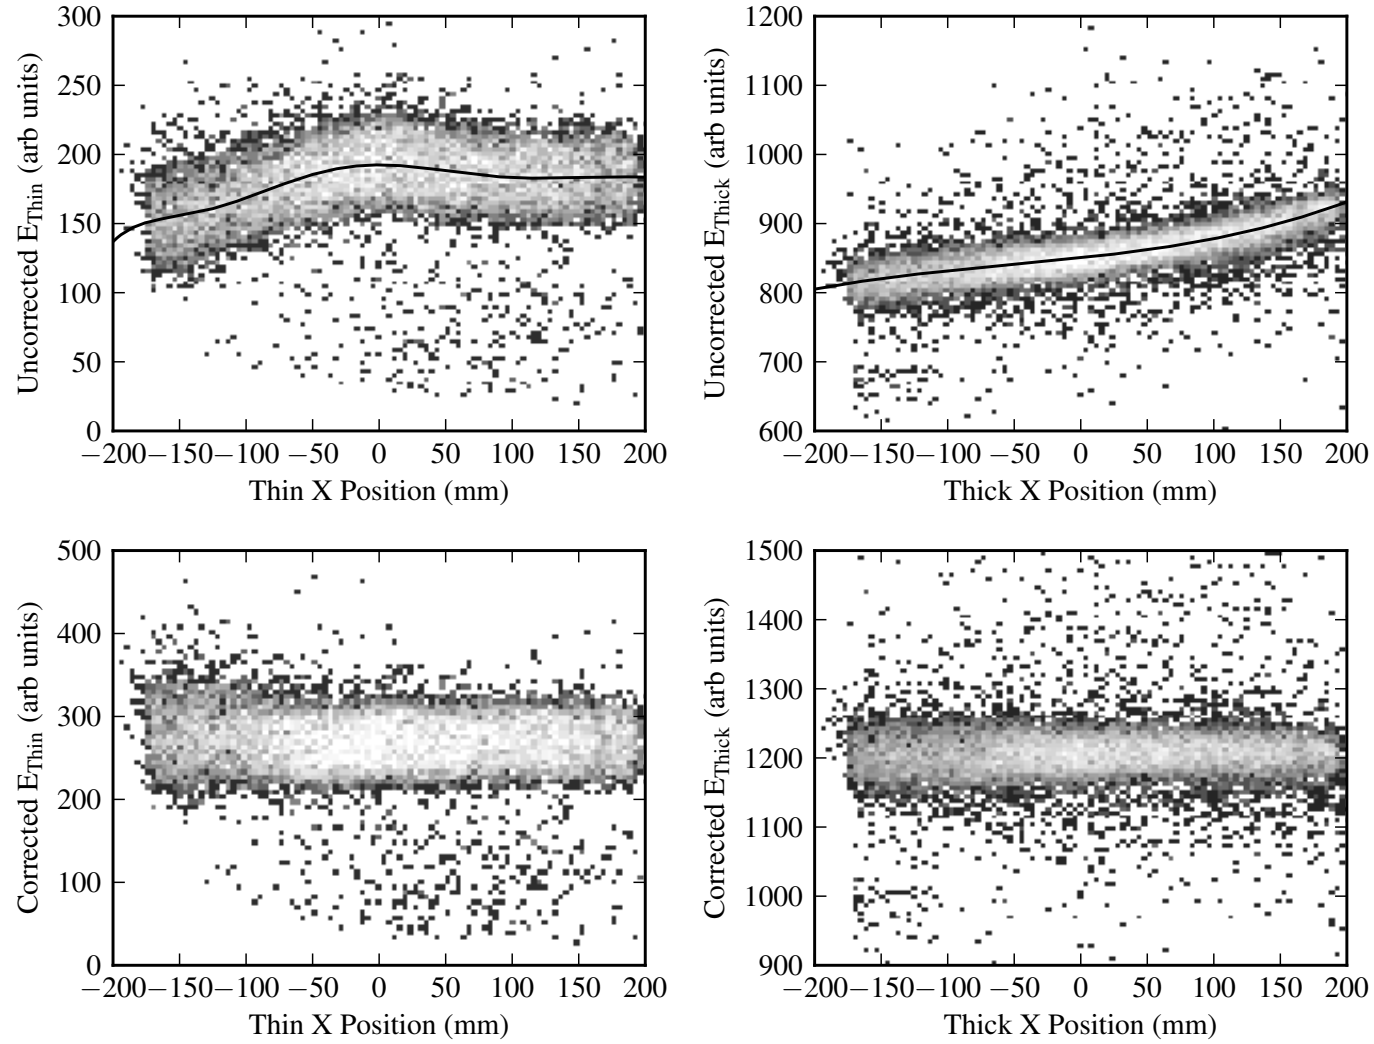 300
250
200
150
100
50
0
Uncorrected E_Thin (arb units)
−200 −150 −100 −50 0 50 100 150 200
Thin X Position (mm)
1200
1100
1000
900
800
700
600
Uncorrected E_Thick (arb units)
−200 −150 −100 −50 0 50 100 150 200
Thick X Position (mm)
500
400
300
200
100
0
Corrected E_Thin (arb units)
−200 −150 −100 −50 0 50 100 150 200
Thin X Position (mm)
1500
1400
1300
1200
1100
1000
900
Corrected E_Thick (arb units)
−200 −150 −100 −50 0 50 100 150 200
Thick X Position (mm)